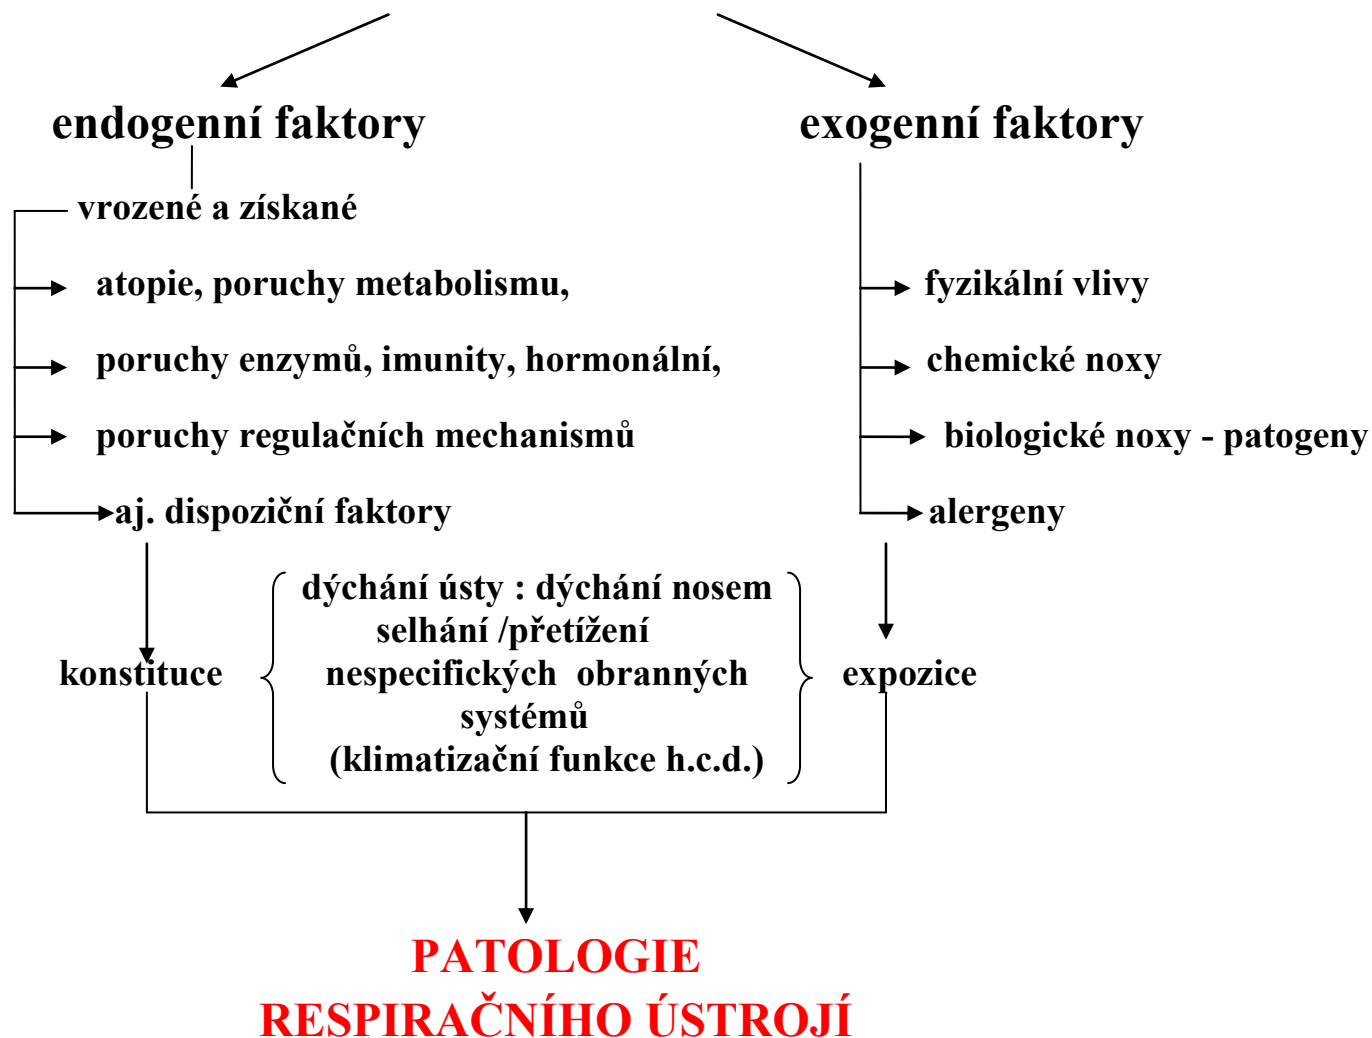 endogenní faktory
exogenní faktory
vrozené a získané
atopie, poruchy metabolismu,
fyzikální vlivy
poruchy enzymů, imunity, hormonální,
chemické noxy
poruchy regulačních mechanismů
biologické noxy - patogeny
aj. dispoziční faktory
alergeny
dýchání ústy : dýchání nosem
selhání /přetížení
konstituce
nespecifických obranných
expozice
systémů
(klimatizační funkce h.c.d.)
PATOLOGIE
RESPIRAČNÍHO ÚSTROJÍ